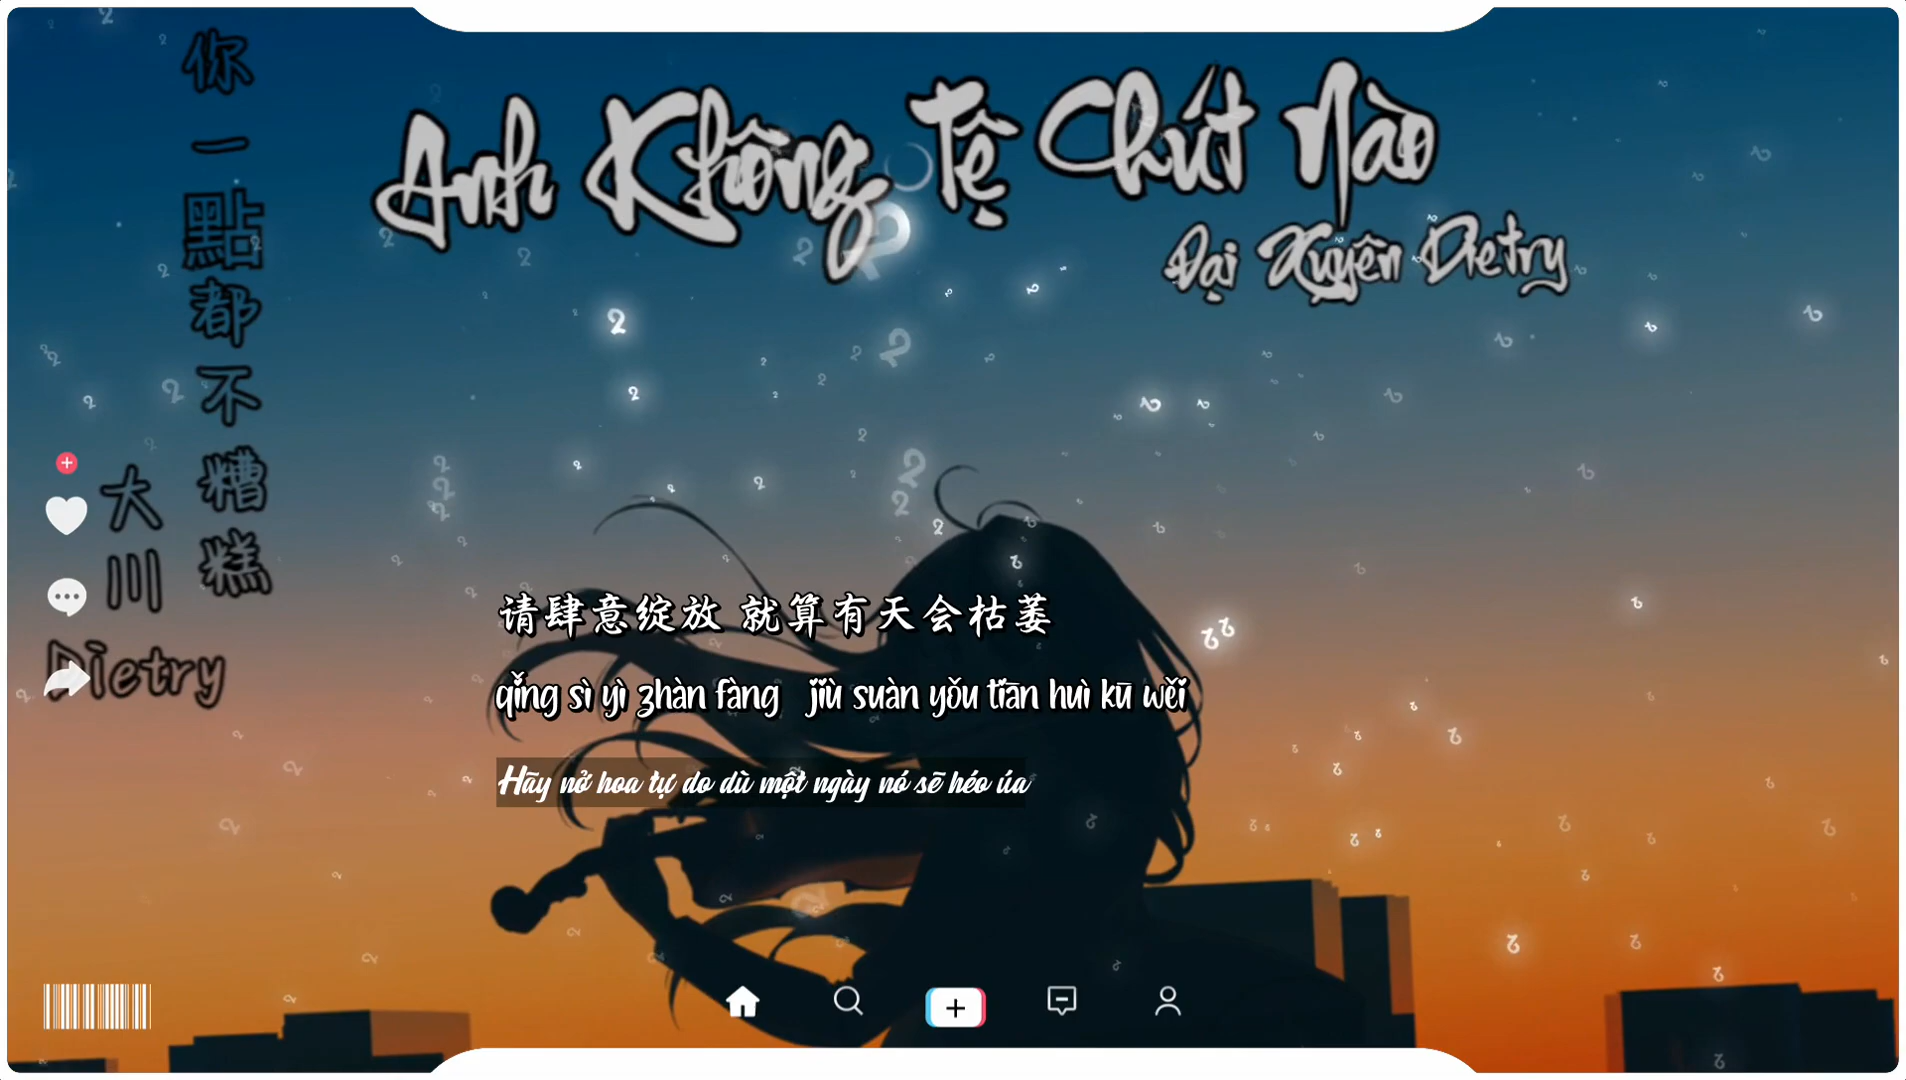 你一點都不糟糕
大川
Dietry
Anh Không Tệ Chút Nào
Đại Xuyên Dietry
请肆意绽放 就算有天会枯萎
qǐng sì yì zhàn fàng jiù suàn yǒu tiān huì kū wěi
Hãy nở hoa tự do dù một ngày nó sẽ héo úa